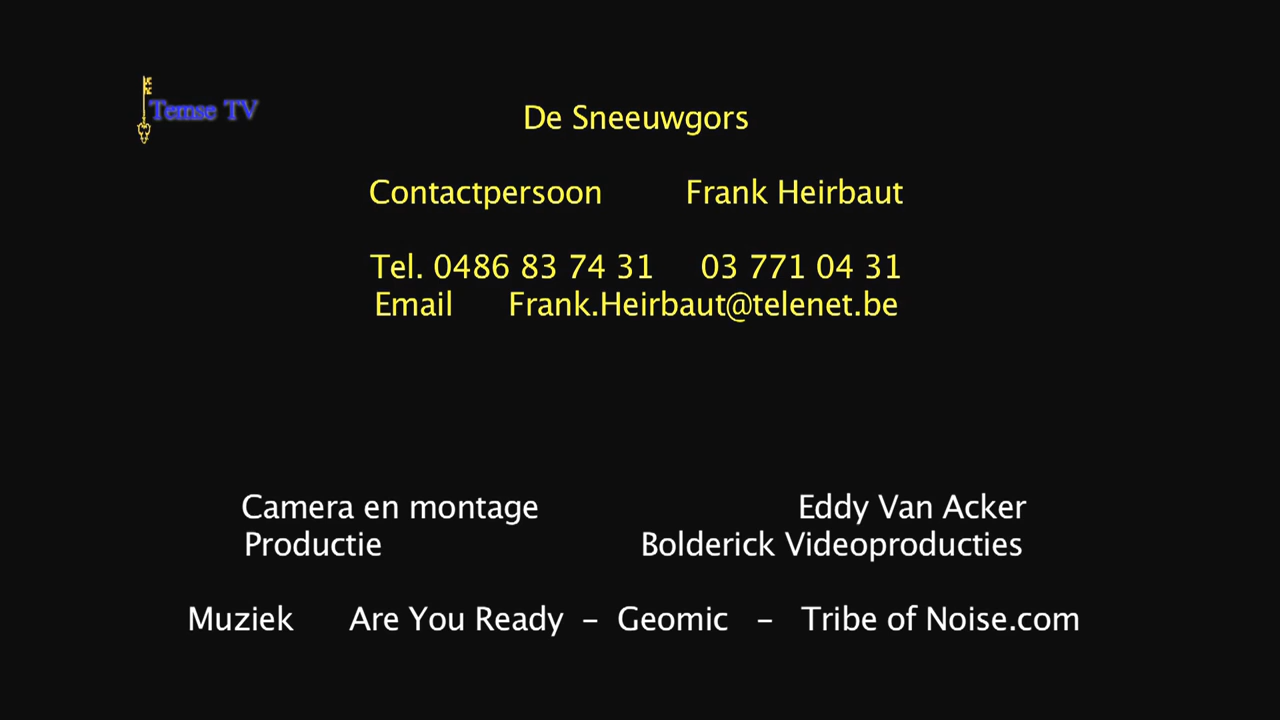 Temse TV
De Sneeuwgors
Contactpersoon Frank Heirbaut
Tel. 0486 83 74 31 03 771 04 31
Email Frank.Heirbaut@telenet.be
Camera en montage Eddy Van Acker
Productie Bolderick Videoproducties
Muziek Are You Ready – Geomic – Tribe of Noise.com